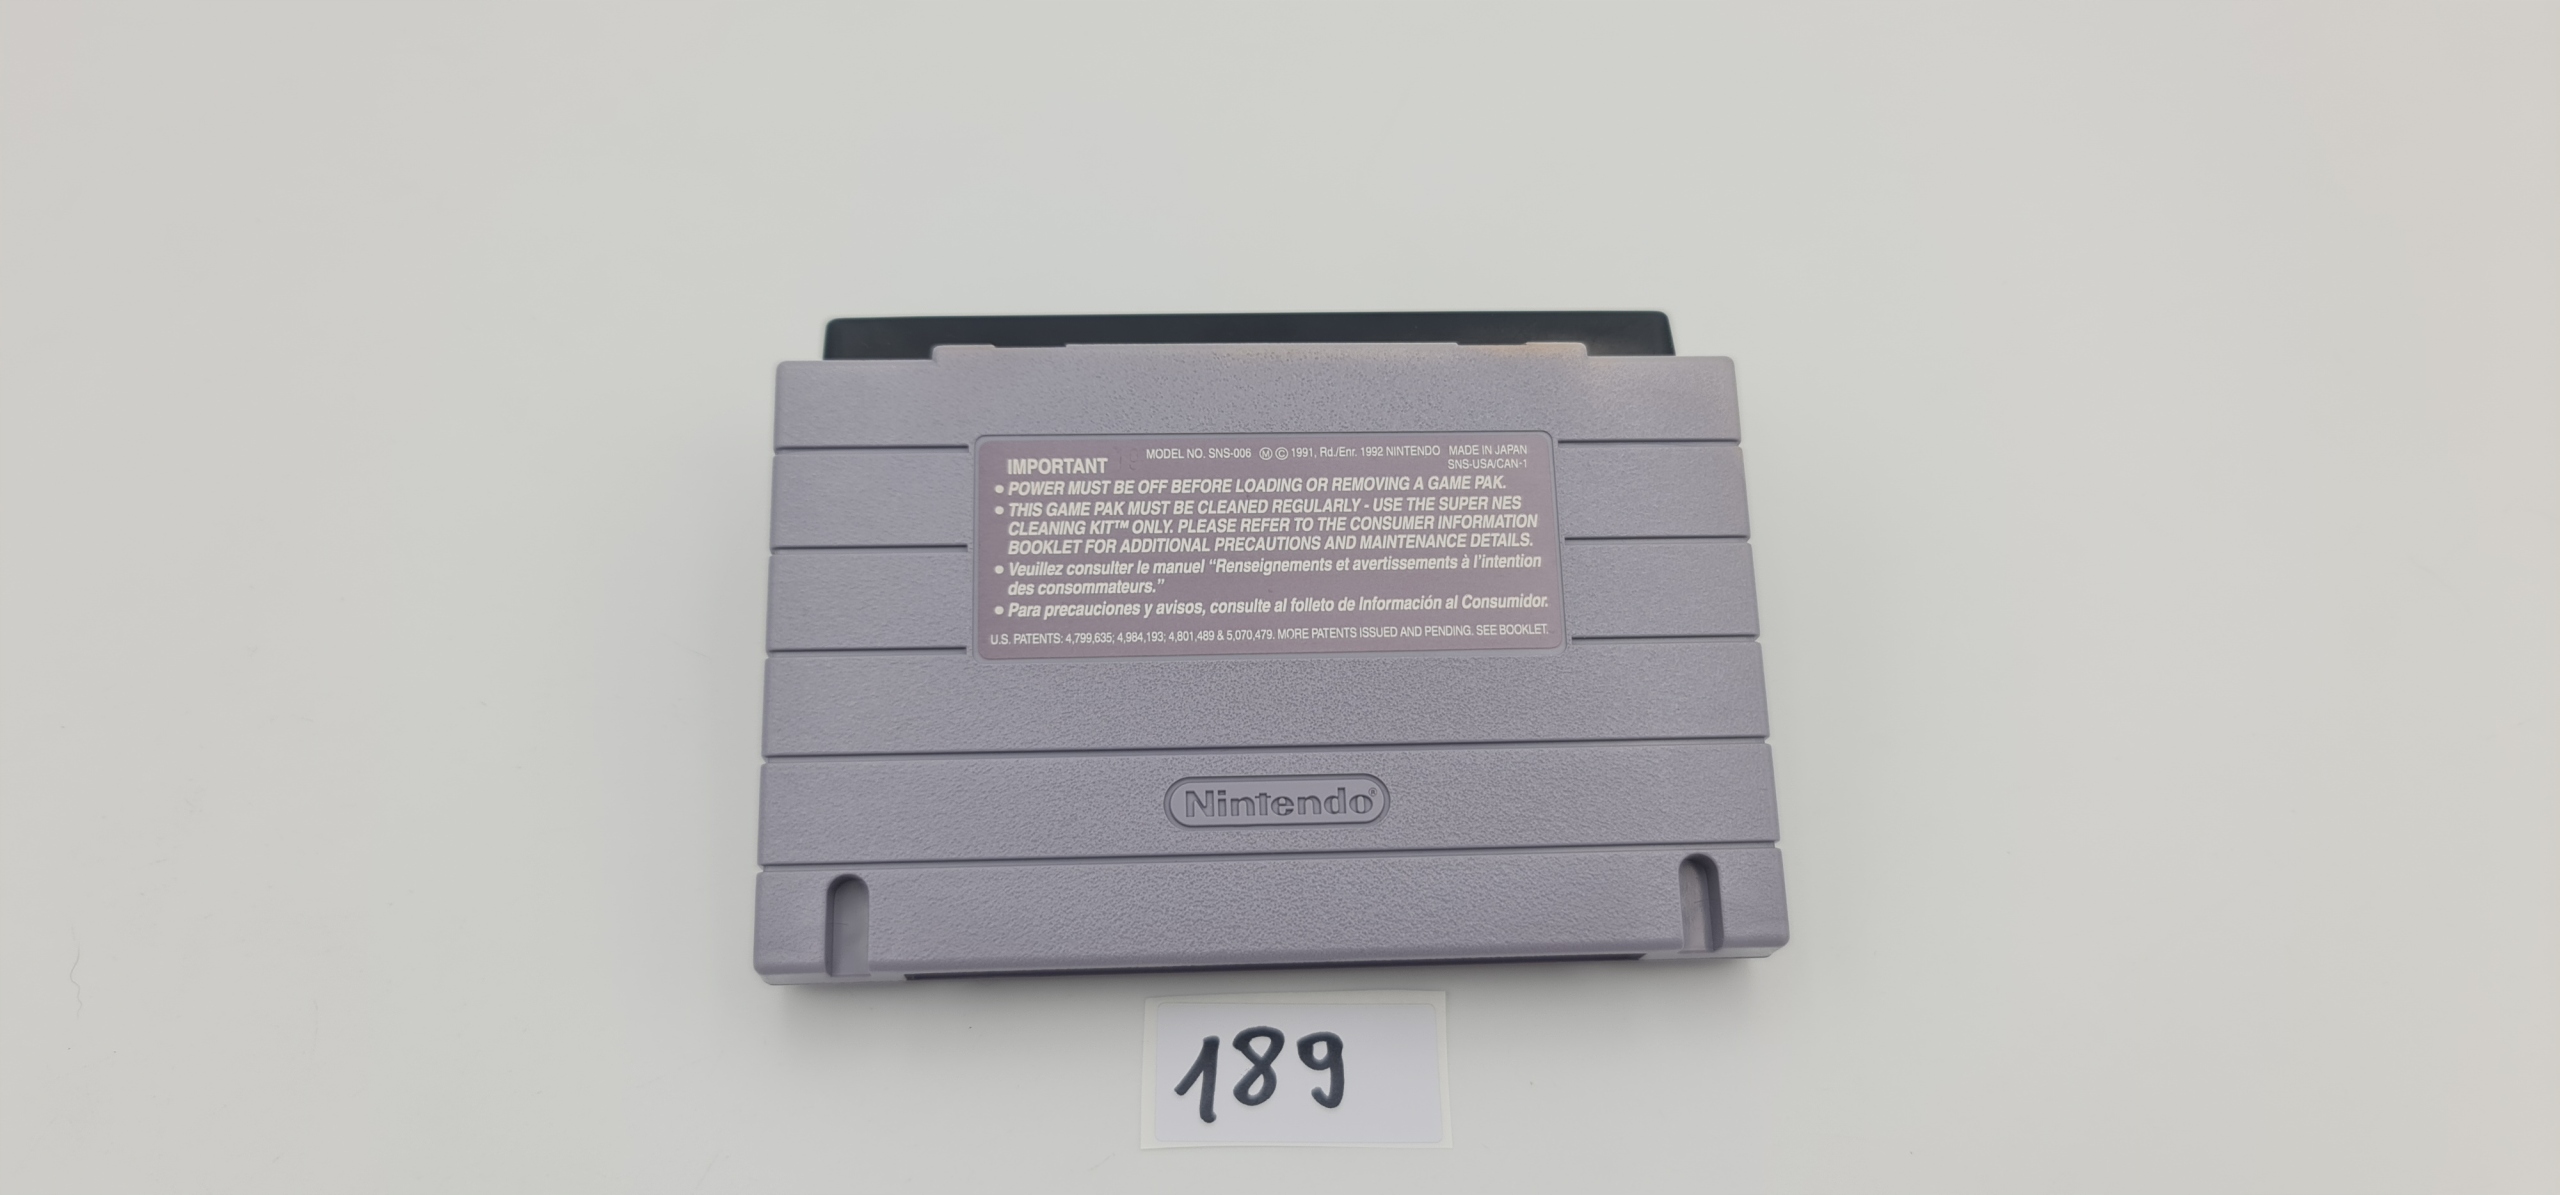 IMPORTANT MODEL NO. SNS-006 Ⓜ © 1991, Rd./Enr. 1992 NINTENDO MADE IN JAPAN
SNS-USA/CAN-1
• POWER MUST BE OFF BEFORE LOADING OR REMOVING A GAME PAK.
• THIS GAME PAK MUST BE CLEANED REGULARLY - USE THE SUPER NES
CLEANING KIT™ ONLY. PLEASE REFER TO THE CONSUMER INFORMATION
BOOKLET FOR ADDITIONAL PRECAUTIONS AND MAINTENANCE DETAILS.
• Veuillez consulter le manuel “Renseignements et avertissements à l’intention
des consommateurs.”
• Para precauciones y avisos, consulte al folleto de Información al Consumidor.
U.S. PATENTS: 4,799,635; 4,984,193; 4,801,489 & 5,070,479. MORE PATENTS ISSUED AND PENDING. SEE BOOKLET.
Nintendo®
189